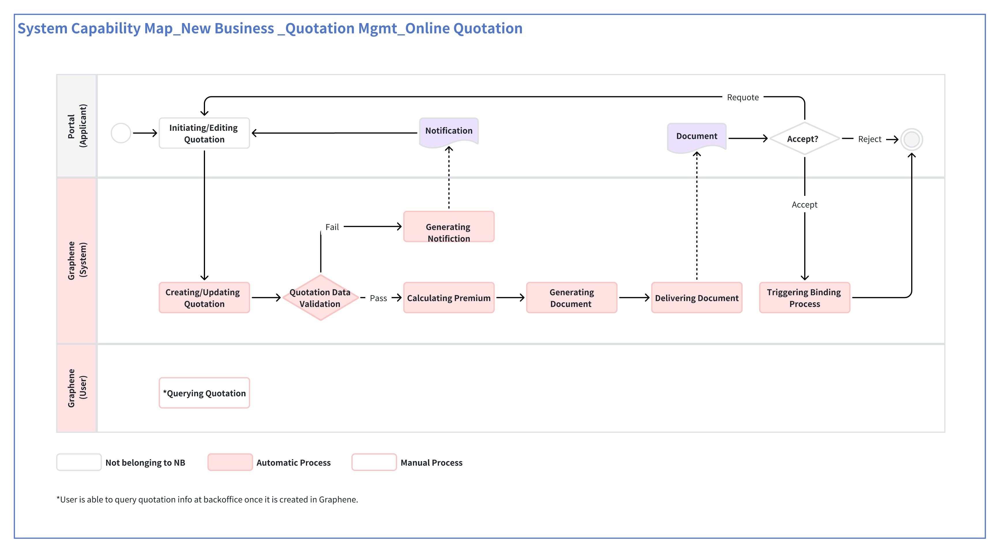 System Capability Map_New Business _Quotation Mgmt_Online Quotation
Portal
(Applicant)
Requote
Initiating/Editing
Quotation
Notification
Document
Accept?
Reject
Graphene
(System)
Accept
Fail
Generating
Notifiction
Creating/Updating
Quotation
Quotation Data
Validation
Pass
Calculating Premium
Generating
Document
Delivering Document
Triggering Binding
Process
Graphene
(User)
*Querying Quotation
Not belonging to NB
Automatic Process
Manual Process
*User is able to query quotation info at backoffice once it is created in Graphene.